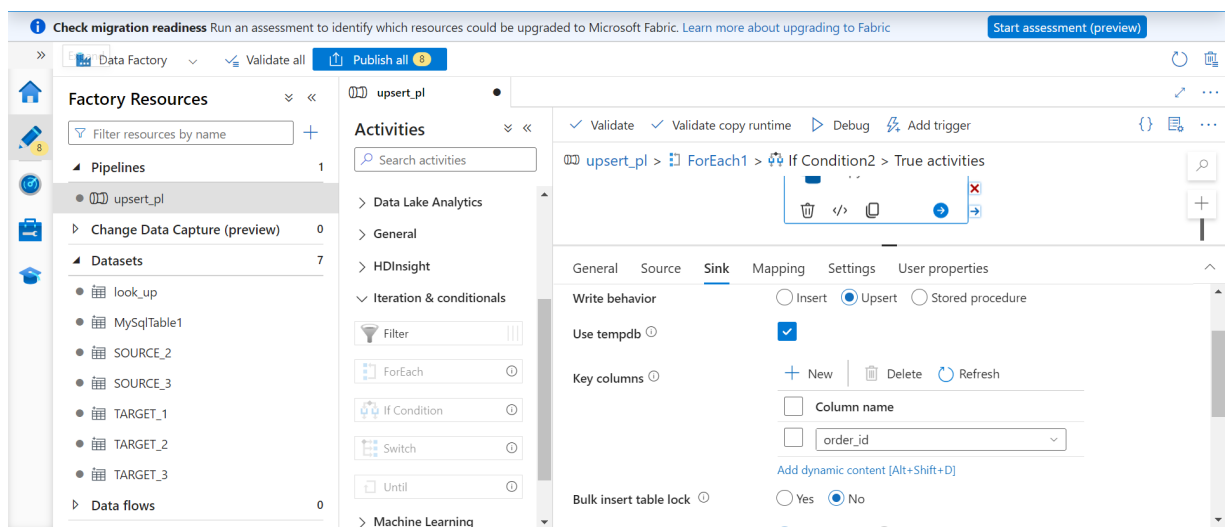 Check migration readiness Run an assessment to identify which resources could be upgraded to Microsoft Fabric. Learn more about upgrading to Fabric
Start assessment (preview)
Data Factory
Validate all
Publish all 8
8
Factory Resources
Filter resources by name
Pipelines 1
upsert_pl
Change Data Capture (preview) 0
Datasets 7
look_up
MySqlTable1
SOURCE_2
SOURCE_3
TARGET_1
TARGET_2
TARGET_3
Data flows 0
upsert_pl
Activities
Search activities
Data Lake Analytics
General
HDInsight
Iteration & conditionals
Filter
ForEach
If Condition
Switch
Until
Machine Learning
Validate Validate copy runtime Debug Add trigger
upsert_pl > ForEach1 > If Condition2 > True activities
General Source Sink Mapping Settings User properties
Write behavior Insert Upsert Stored procedure
Use tempdb
Key columns New Delete Refresh
Column name
order_id
Add dynamic content [Alt+Shift+D]
Bulk insert table lock Yes No